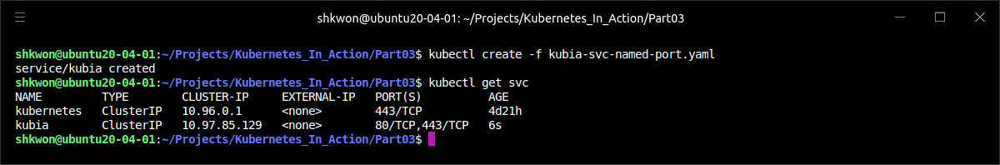 shkwon@ubuntu20-04-01: ~/Projects/Kubernetes_In_Action/Part03
shkwon@ubuntu20-04-01:~/Projects/Kubernetes_In_Action/Part03$ kubectl create -f kubia-svc-named-port.yaml
service/kubia created
shkwon@ubuntu20-04-01:~/Projects/Kubernetes_In_Action/Part03$ kubectl get svc
NAME         TYPE        CLUSTER-IP     EXTERNAL-IP   PORT(S)          AGE
kubernetes   ClusterIP   10.96.0.1      <none>        443/TCP          4d21h
kubia        ClusterIP   10.97.85.129   <none>        80/TCP,443/TCP   6s
shkwon@ubuntu20-04-01:~/Projects/Kubernetes_In_Action/Part03$